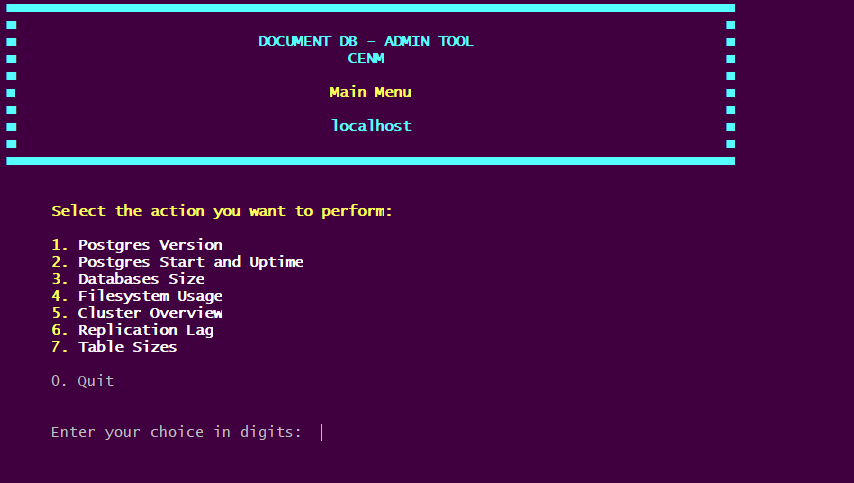 DOCUMENT DB - ADMIN TOOL
CENM
Main Menu
localhost
Select the action you want to perform:
1. Postgres Version
2. Postgres Start and Uptime
3. Databases Size
4. Filesystem Usage
5. Cluster Overview
6. Replication Lag
7. Table Sizes
0. Quit
Enter your choice in digits: